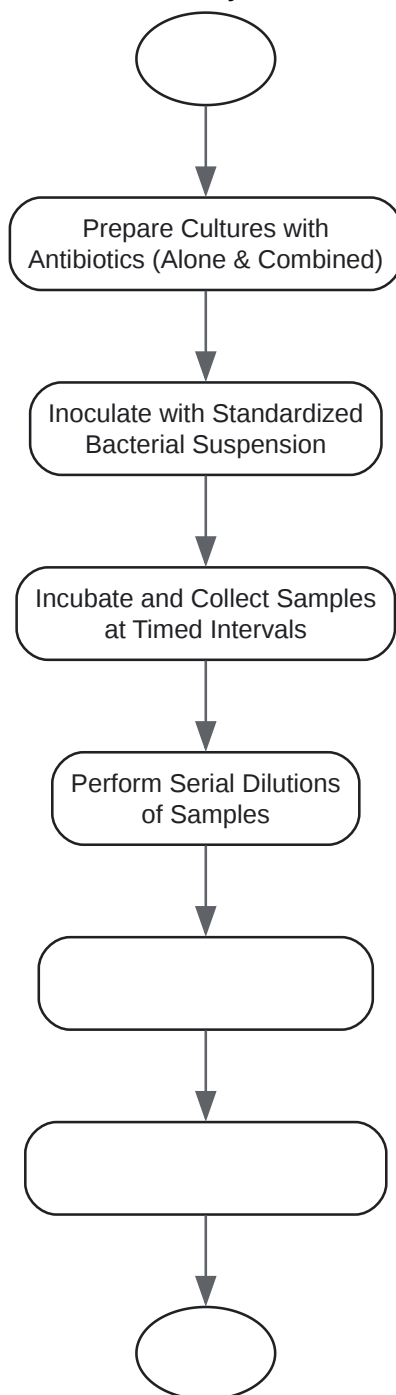 Prepare Cultures with
Antibiotics (Alone & Combined)
Inoculate with Standardized
Bacterial Suspension
Incubate and Collect Samples
at Timed Intervals
Perform Serial Dilutions
of Samples